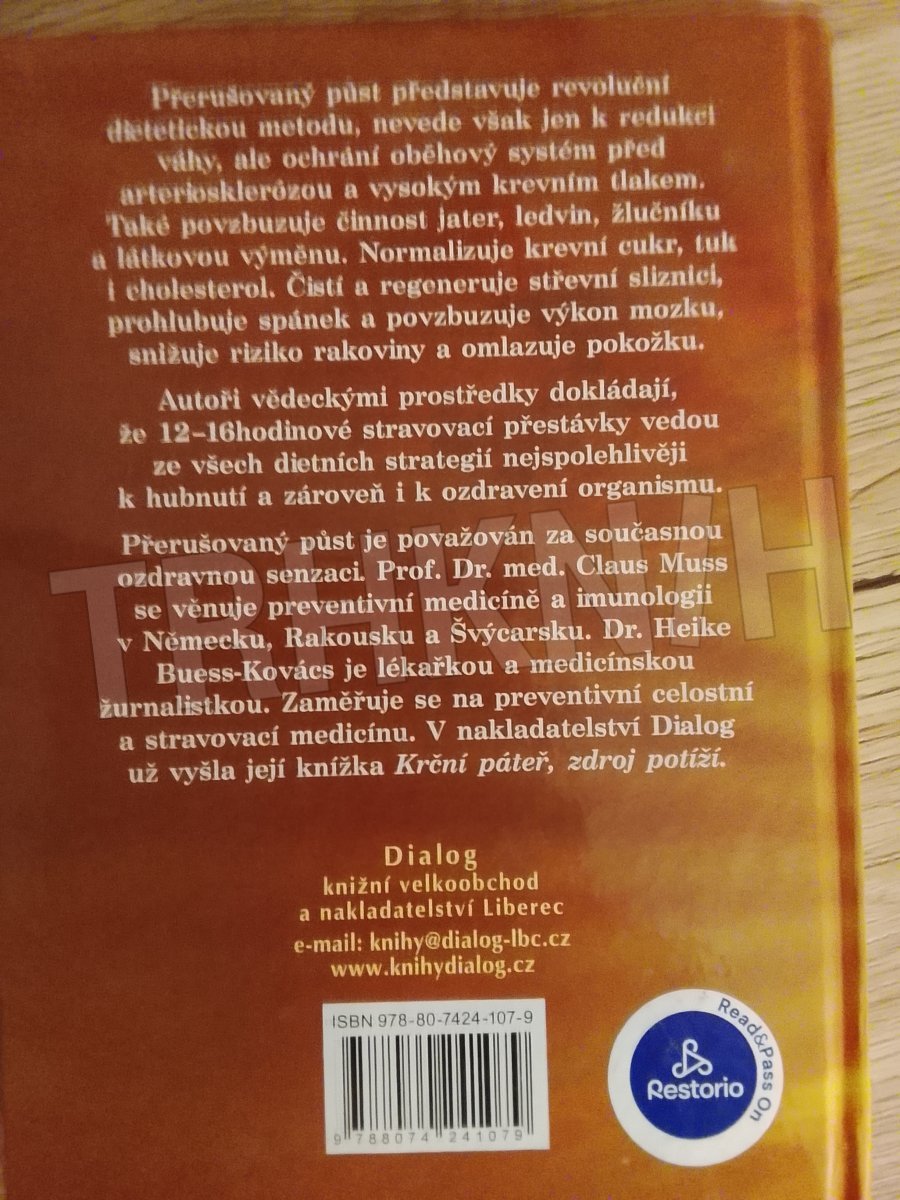 Přerušovaný půst představuje revoluční
dietetickou metodu, nevede však jen k redukci
váhy, ale ochrání oběhový systém před
arteriosklerózou a vysokým krevním tlakem.
Také povzbuzuje činnost jater, ledvin, žlučníku
a látkovou výměnu. Normalizuje krevní cukr, tuk
i cholesterol. Čistí a regeneruje střevní sliznici,
prohlubuje spánek a povzbuzuje výkon mozku,
snižuje riziko rakoviny a omlazuje pokožku.
Autoři vědeckými prostředky dokládají,
že 12–16hodinové stravovací přestávky vedou
ze všech dietních strategií nejspolehlivěji
k hubnutí a zároveň i k ozdravení organismu.
Přerušovaný půst je považován za současnou
ozdravnou senzaci. Prof. Dr. med. Claus Muss
se věnuje preventivní medicíně a imunologii
v Německu, Rakousku a Švýcarsku. Dr. Heike
Buess-Kovács je lékařkou a medicínskou
žurnalistkou. Zaměřuje se na preventivní celostní
a stravovací medicínu. V nakladatelství Dialog
už vyšla její knížka Krční páteř, zdroj potíží.
TRHKNIH
Dialog
knižní velkoobchod
a nakladatelství Liberec
e-mail: knihy@dialog-lbc.cz
www.knihydialog.cz
ISBN 978-80-7424-107-9
9 788074 241079
Read&Pass On
Restorio